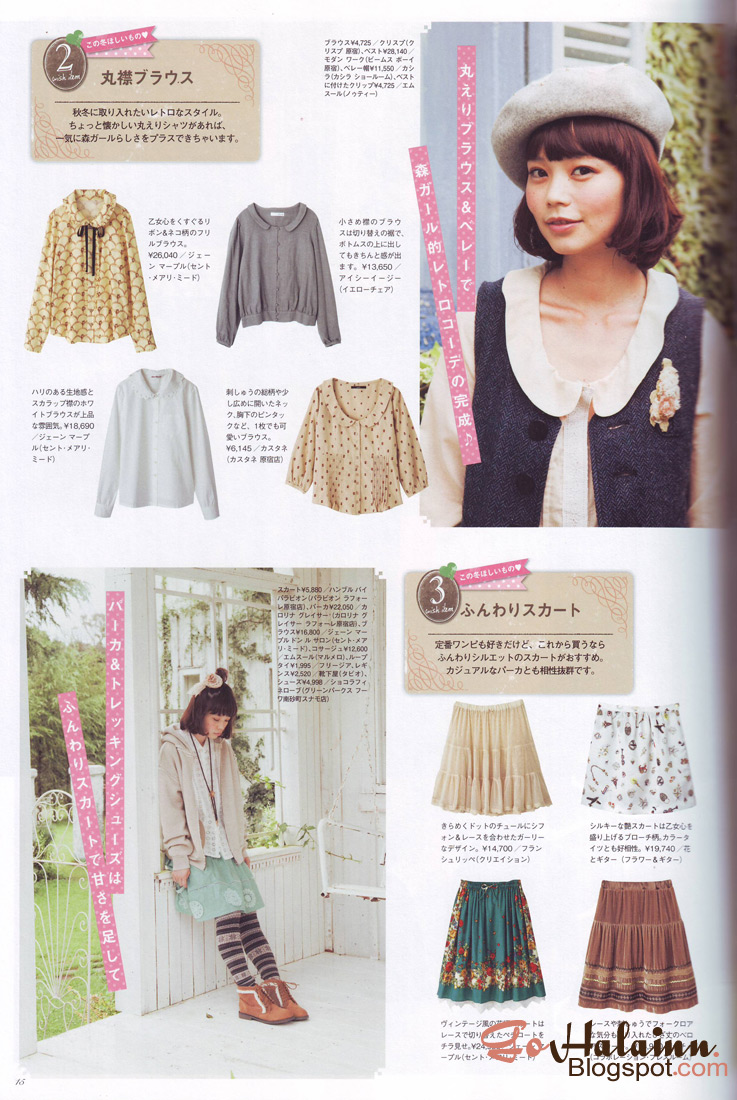 この冬ほしいもの♥
2
wish item
丸襟ブラウス
秋冬に取り入れたいレトロなスタイル。
ちょっと懐かしい丸えりシャツがあれば、
一気に森ガールらしさをプラスできちゃいます。
ブラウス¥4,725／クリスプ(ク
リスプ 原宿)、ベスト¥28,140／
モダン ワーク(ビームス ボーイ
原宿)、ベレー帽¥11,550／カシ
ラ(カシラ ショールーム)、ベスト
に付けたクリップ¥4,725／エム
スール(ノゥティー)
丸えりブラウス&ベレーで
森ガール的レトロコーデの完成♪
乙女心をくすぐるリ
ボン&ネコ柄のフリ
ルブラウス。
¥26,040／ジェー
ン マープル(セント
・メアリ・ミード)
小さめ襟のブラウ
スは切り替えの裾で、
ボトムスの上に出し
てもきちんと上感が出
ます。¥13,650／
アイシーイージー
(イエローチェア)
ハリのある生地感と
スカラップ襟のホワ
イトブラウスが上品
な雰囲気。¥18,690
／ジェーン マープ
ル(セント・メアリ・
ミード)
刺しゅうの総柄や少
し広めに開いたネッ
ク、胸下のピンタッ
クなど、1枚でも可
愛いブラウス。
¥6,145／カスタネ
(カスタネ 原宿店)
パーカ&トレッキングシューズは
ふんわりスカートで甘さを足して
スカート¥5,880／ハンブル バイ
パラビオン(パラビオン ラフォー
レ原宿店)、パーカ¥22,050／カ
ロリナ グレイサー(カロリナ グ
レイサー ラフォーレ原宿店)、ブ
ラウス¥16,800／ジェーン マー
プル ドン ル サロン(セント・メア
リ・ミード)、コサージュ¥12,600
／エムスール(マルメロ)、ループ
タイ¥1,995／フリージア、レギ
ンス¥2,520／靴下屋(タビオ)、
シューズ¥4,998／ショコラフィ
ネローブ(グリーンパークス フー
ワ南砂町スナモ店)
この冬ほしいもの♥
3
wish item
ふんわりスカート
定番ワンピも好きだけど、これから買うなら
ふんわりシルエットのスカートがおすすめ。
カジュアルなパーカとも相性抜群です。
きらめくドットのチュールにシフ
ォン&レースを合わせたガーリー
なデザイン。¥14,700／フラン
シュリッペ(クリエイション)
シルキーな艶スカートは乙女心を
盛り上げるブローチ柄。カラータ
イツとも好相性。¥19,740／花
とギター(フラワー&ギター)
ヴィンテージ風の
レースで切り替えたペチコートを
チラ見せ。
ープル(セント
レースや刺しゅうでフォークロア
15
Zo Halainn.
Blogspot.com